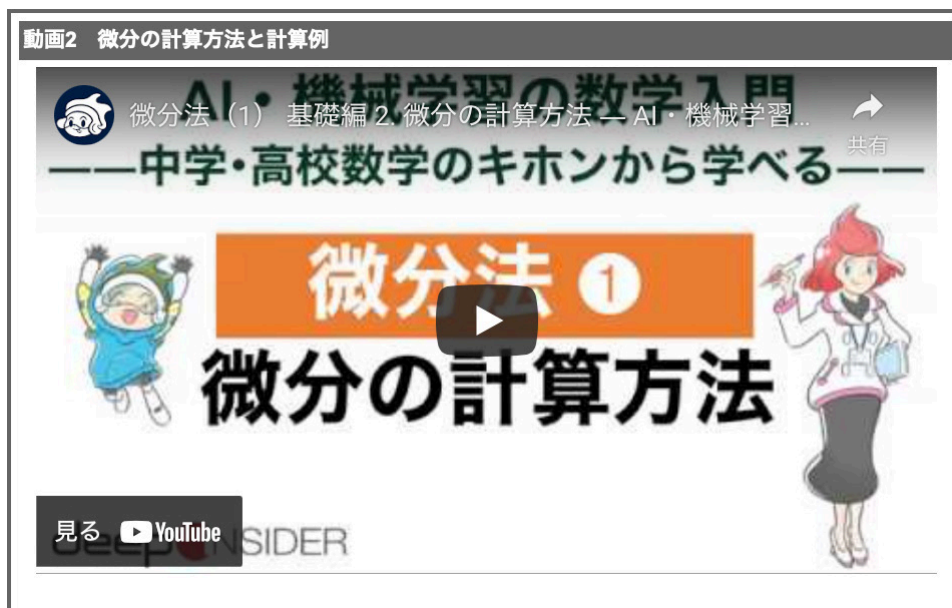 動画2 微分の計算方法と計算例
AI・機械学習の数学入門
微分法（1） 基礎編 2. 微分の計算方法 — AI・機械学習...
共有
——中学・高校数学のキホンから学べる——
微分法 1
微分の計算方法
見る YouTube
deep INSIDER